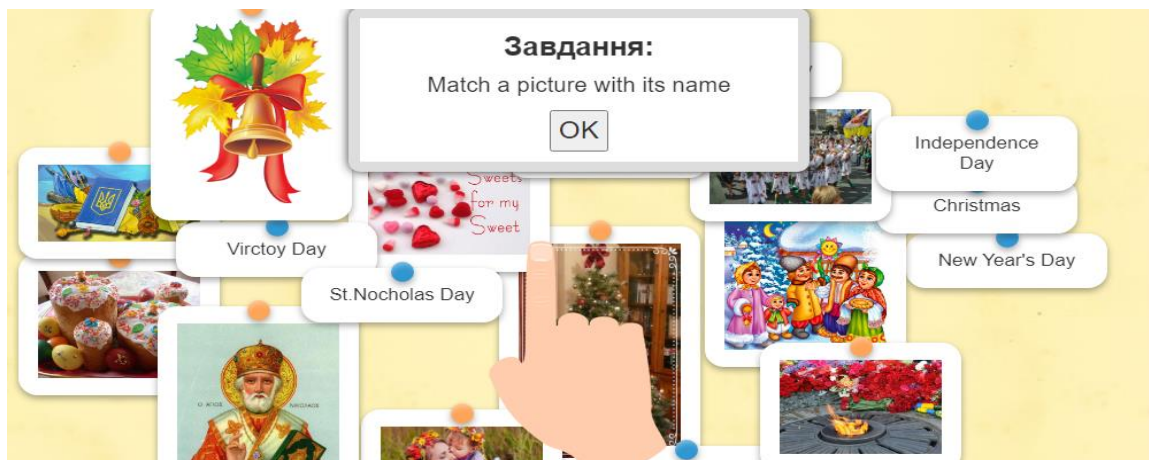 Завдання:
Match a picture with its name
OK
Independence
Day
Christmas
New Year's Day
Virctoy Day
St.Nocholas Day
Sweets
for my
Sweet